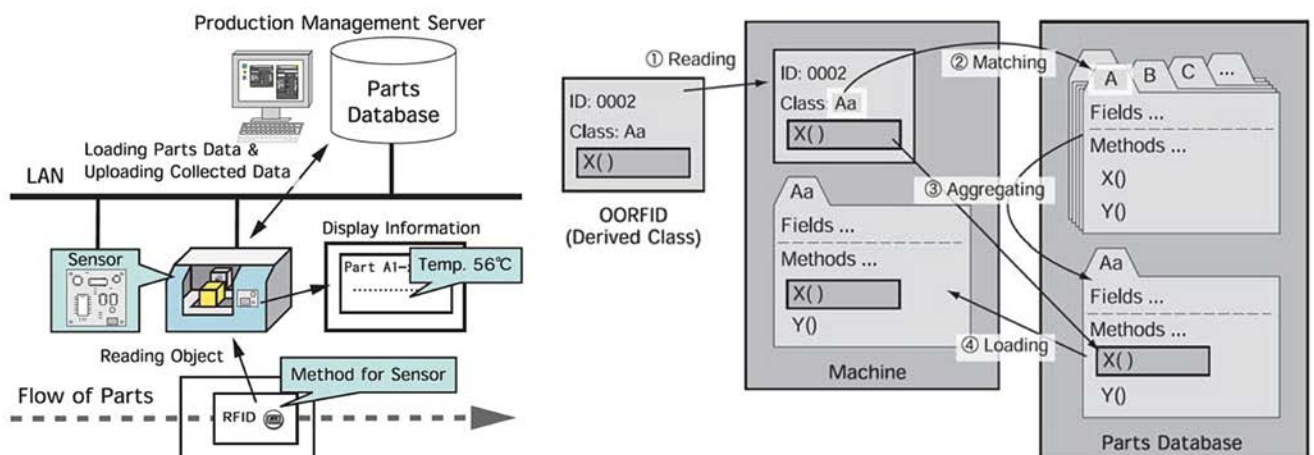 Production Management Server
Parts
Database
Loading Parts Data &
Uploading Collected Data
LAN
Sensor
Display Information
Part A1-
Temp. 56℃
Reading Object
Method for Sensor
Flow of Parts
RFID
① Reading
ID: 0002
Class: Aa
X( )
OORFID
(Derived Class)
ID: 0002
Class: Aa
X( )
Aa
Fields ...
Methods ...
X( )
Y()
Machine
② Matching
③ Aggregating
④ Loading
A
B
C
...
Fields ...
Methods ...
X()
Y()
Aa
Fields ...
Methods ...
X( )
Y()
Parts Database